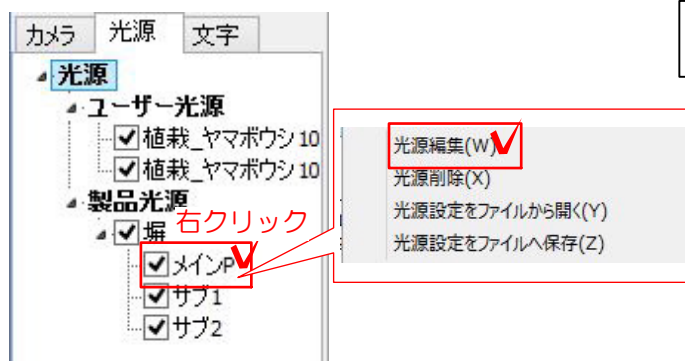 カメラ 光源 文字
光源
ユーザー光源
植栽_ヤマボウシ10
植栽_ヤマボウシ10
製品光源
塀
右クリック
メインP
サブ1
サブ2
光源編集(W)
光源削除(X)
光源設定をファイルから開く(Y)
光源設定をファイルへ保存(Z)